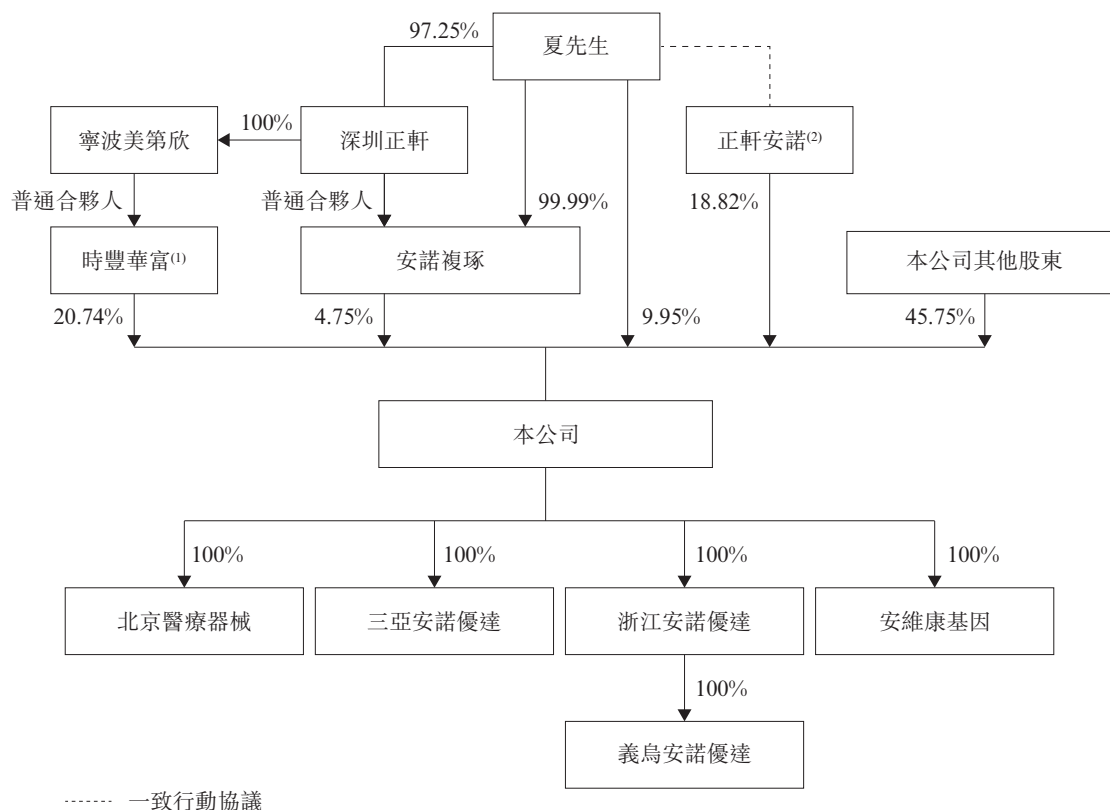 夏先生
97.25%
寧波美第欣
100%
深圳正軒
正軒安諾(2)
普通合夥人
普通合夥人
99.99%
18.82%
時豐華富(1)
安諾複琢
本公司其他股東
20.74%
4.75%
9.95%
45.75%
本公司
100%
100%
100%
100%
北京醫療器械
三亞安諾優達
浙江安諾優達
安維康基因
100%
義烏安諾優達
一致行動協議